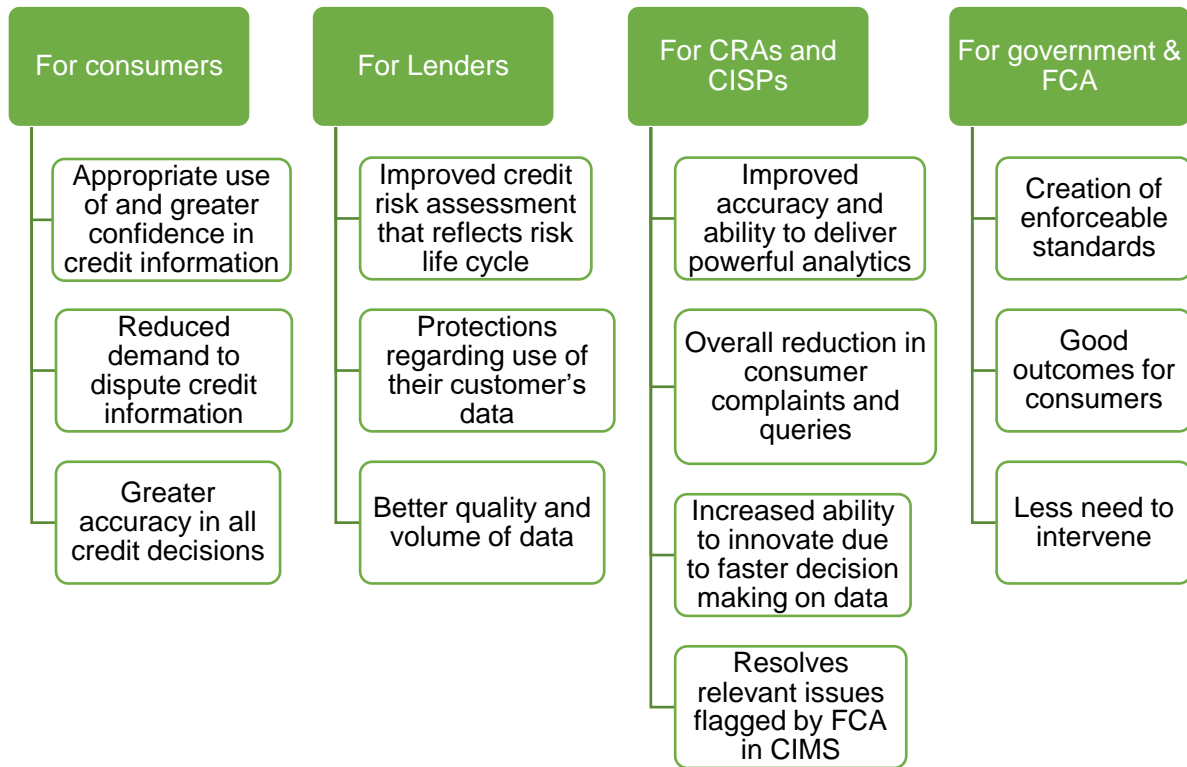 For consumers
Appropriate use
of and greater
confidence in
credit information
Reduced
demand to
dispute credit
information
Greater
accuracy in all
credit decisions
For Lenders
Improved credit
risk assessment
that reflects risk
life cycle
Protections
regarding use of
their customer’s
data
Better quality and
volume of data
For CRAs and
CISPs
Improved
accuracy and
ability to deliver
powerful analytics
Overall reduction in
consumer
complaints and
queries
Increased ability
to innovate due
to faster decision
making on data
Resolves
relevant issues
flagged by FCA
in CIMS
For government &
FCA
Creation of
enforceable
standards
Good
outcomes for
consumers
Less need to
intervene